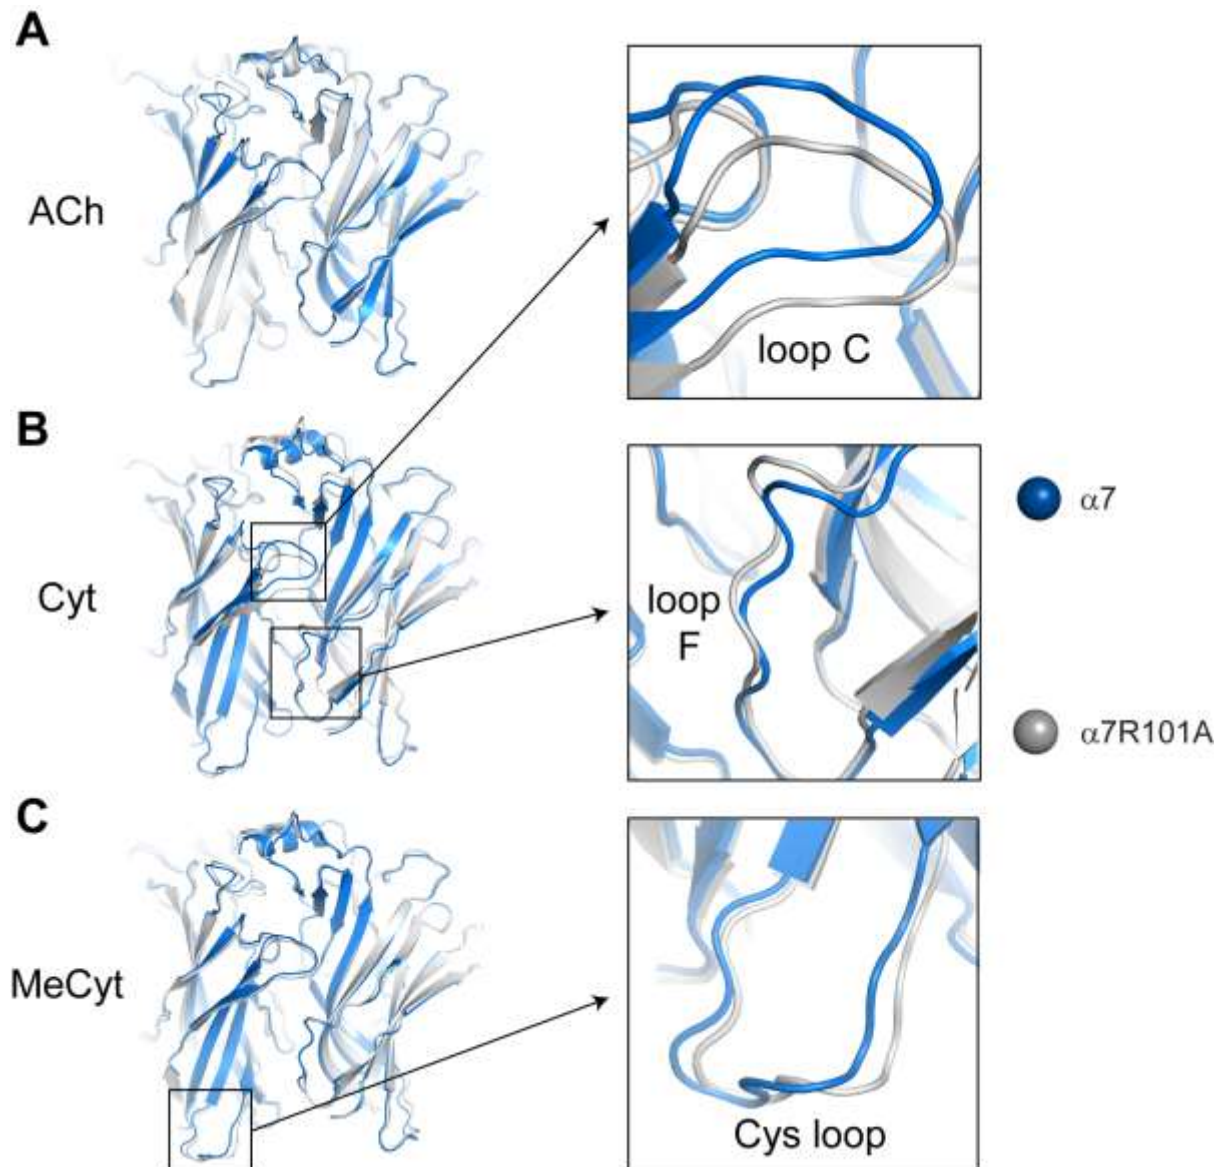 A
ACh
loop C
B
Cyt
loop
F
α7
α7R101A
C
MeCyt
Cys loop